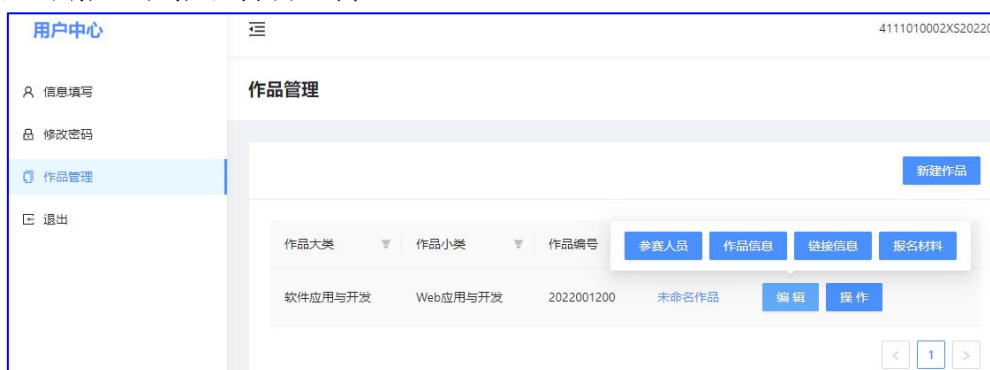 用户中心
4111010002XS20220
信息填写
作品管理
修改密码
作品管理
新建作品
退出
作品大类 作品小类 作品编号 参赛人员 作品信息 链接信息 报名材料
软件应用与开发 Web应用与开发 2022001200 未命名作品 编辑 操作
< 1 >